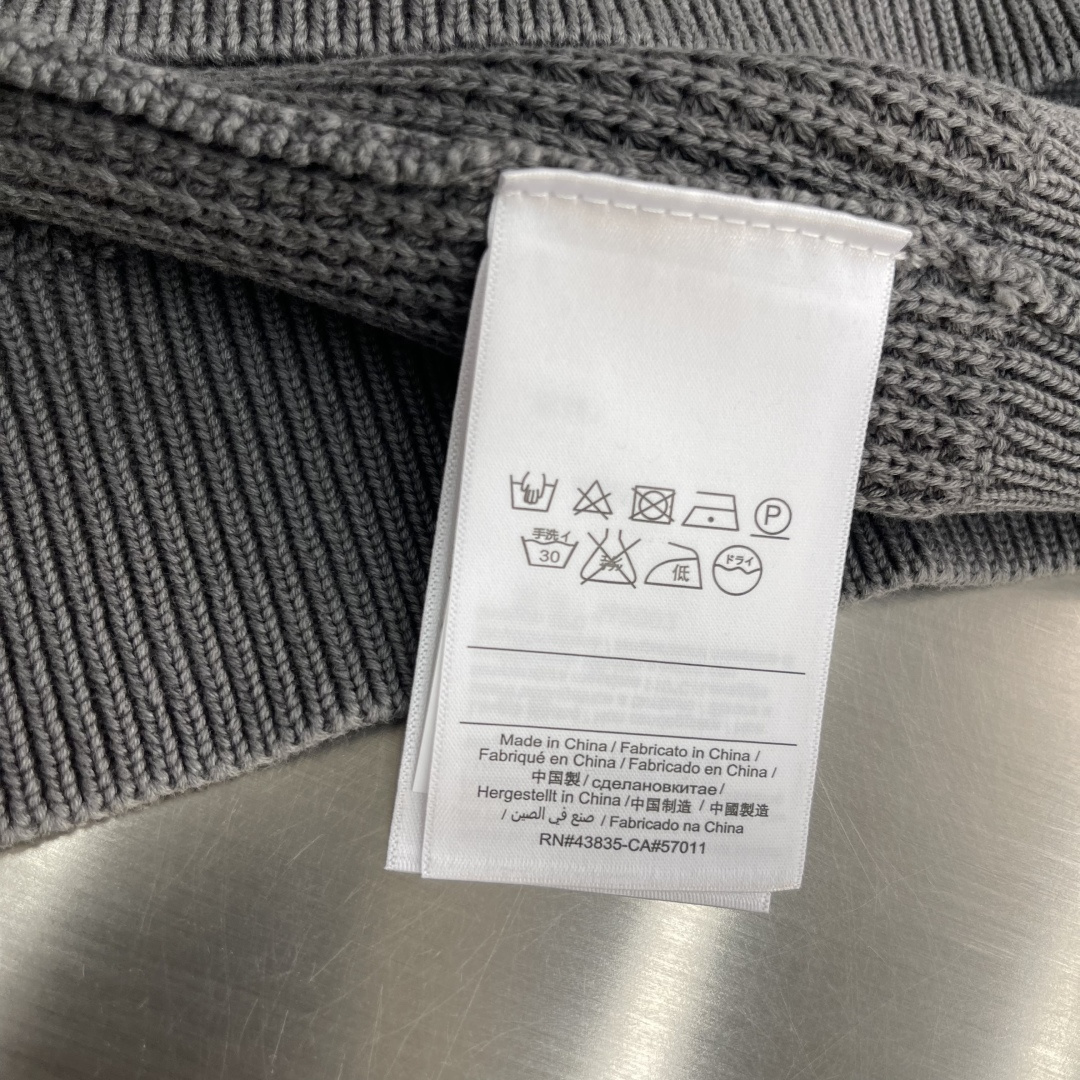 P
手洗イ ドライ
30 低
Made in China / Fabricato in China /
Fabriqué en China / Fabricado en China /
中国製 / сделановкитае /
Hergestellt in China /中国制造 / 中國製造
صنع في الصين / Fabricado na China /
RN#43835-CA#57011